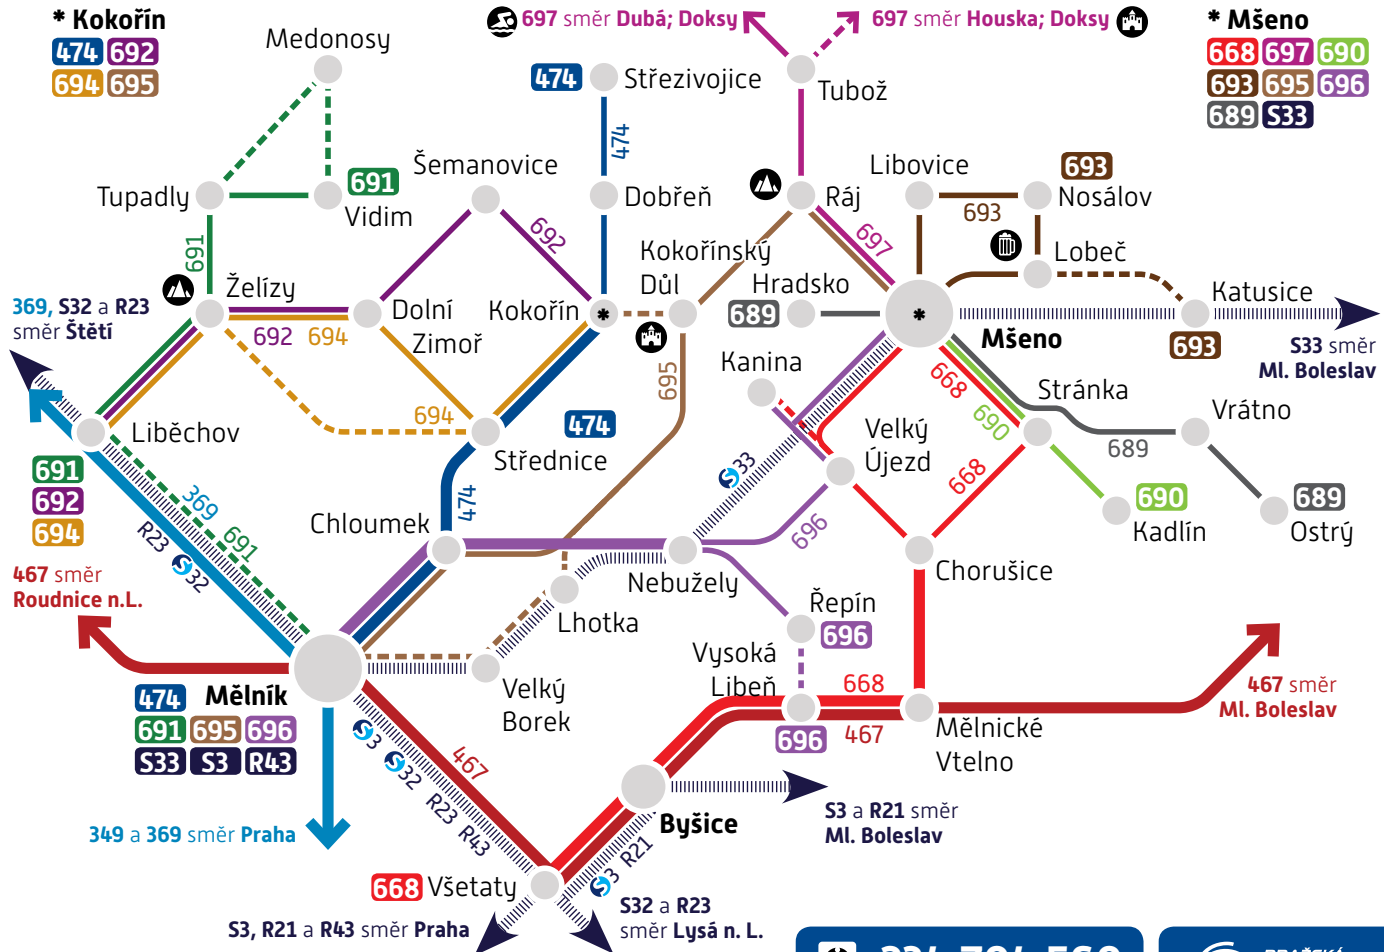 * Kokořín
474 692
694 695
Medonosy
697 směr Dubá; Doksy
697 směr Houska; Doksy
* Mšeno
668 697 690
693 695 696
689 S33
474 Střezivojice
Tubož
474
Šemanovice
Libovice
693
Tupadly
691
Vidim
Dobřeň
Ráj
693
Nosálov
692
697
691
Kokořínský
Důl
Lobeč
Želízy
Hradsko
369, S32 a R23
směr Štětí
Dolní
Zimoř
Kokořín
*
689
*
Mšeno
Katusice
692 694
693
S33 směr
Ml. Boleslav
Kanina
668
695
690
Stránka
Vrátno
694
474
Liběchov
Střednice
Velký
Újezd
689
691
692
694
S33
668
369
474
690
689
Kadlín
Ostrý
R23
691
Chloumek
696
S32
Nebužely
Chorušice
467 směr
Roudnice n.L.
Lhotka
Řepín
696
Vysoká
Libeň
474 Mělník
691 695 696
S33 S3 R43
Velký
Borek
668
467 směr
Ml. Boleslav
696
467
Mělnické
Vtelno
S3
S32
467
R23
R43
349 a 369 směr Praha
Byšice
S3 a R21 směr
Ml. Boleslav
S3 R21
668 Všetaty
S3, R21 a R43 směr Praha
S32 a R23
směr Lysá n. L.